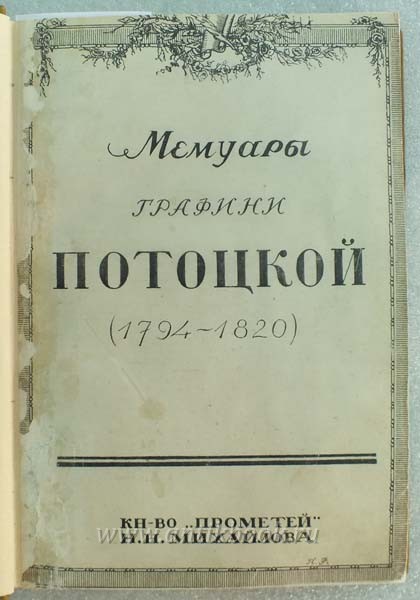 Мемуары
ГРАФИНИ
ПОТОЦКОЙ
(1794-1820)
КН-ВО „ПРОМЕТЕЙ"
Н.Н. МИХАЙЛОВА